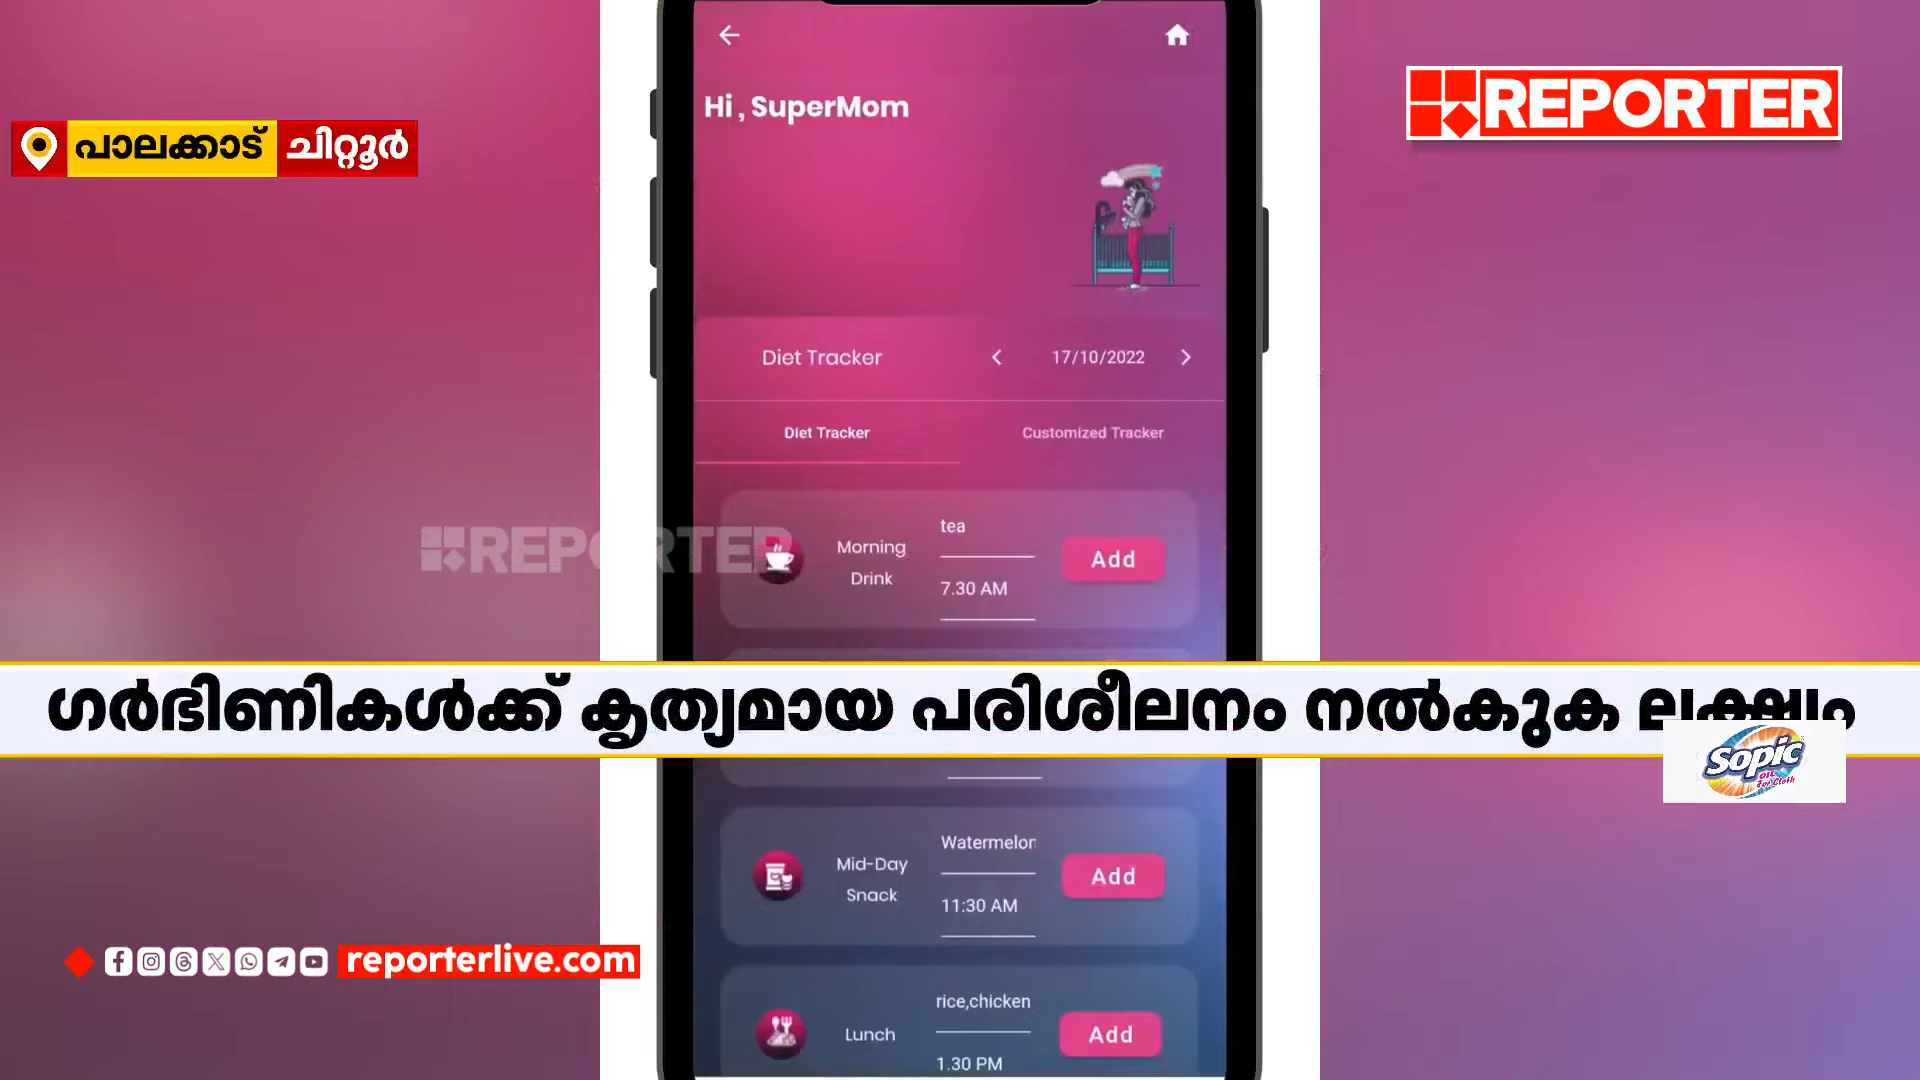 Hi , SuperMom
REPORTER
പാലക്കാട് ചിറ്റൂർ
Diet Tracker
17/10/2022
Diet Tracker
Customized Tracker
REPORTER
Morning Drink
tea
7.30 AM
Add
ഗർഭിണികൾക്ക് കൃത്യമായ പരിശീലനം നൽകുക ലക്ഷ്യം
Sopic
Mid-Day Snack
Watermelon
11:30 AM
Add
reporterlive.com
Lunch
rice,chicken
1.30 PM
Add